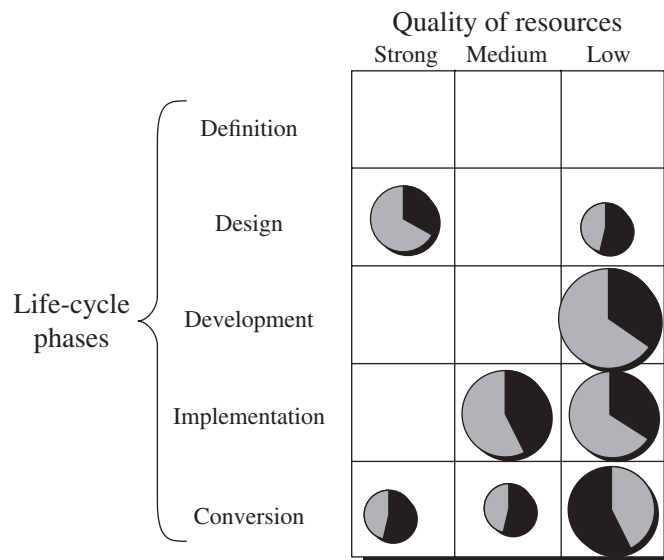 Quality of resources
Strong Medium Low
Definition
Design
Life-cycle
phases
Development
Implementation
Conversion